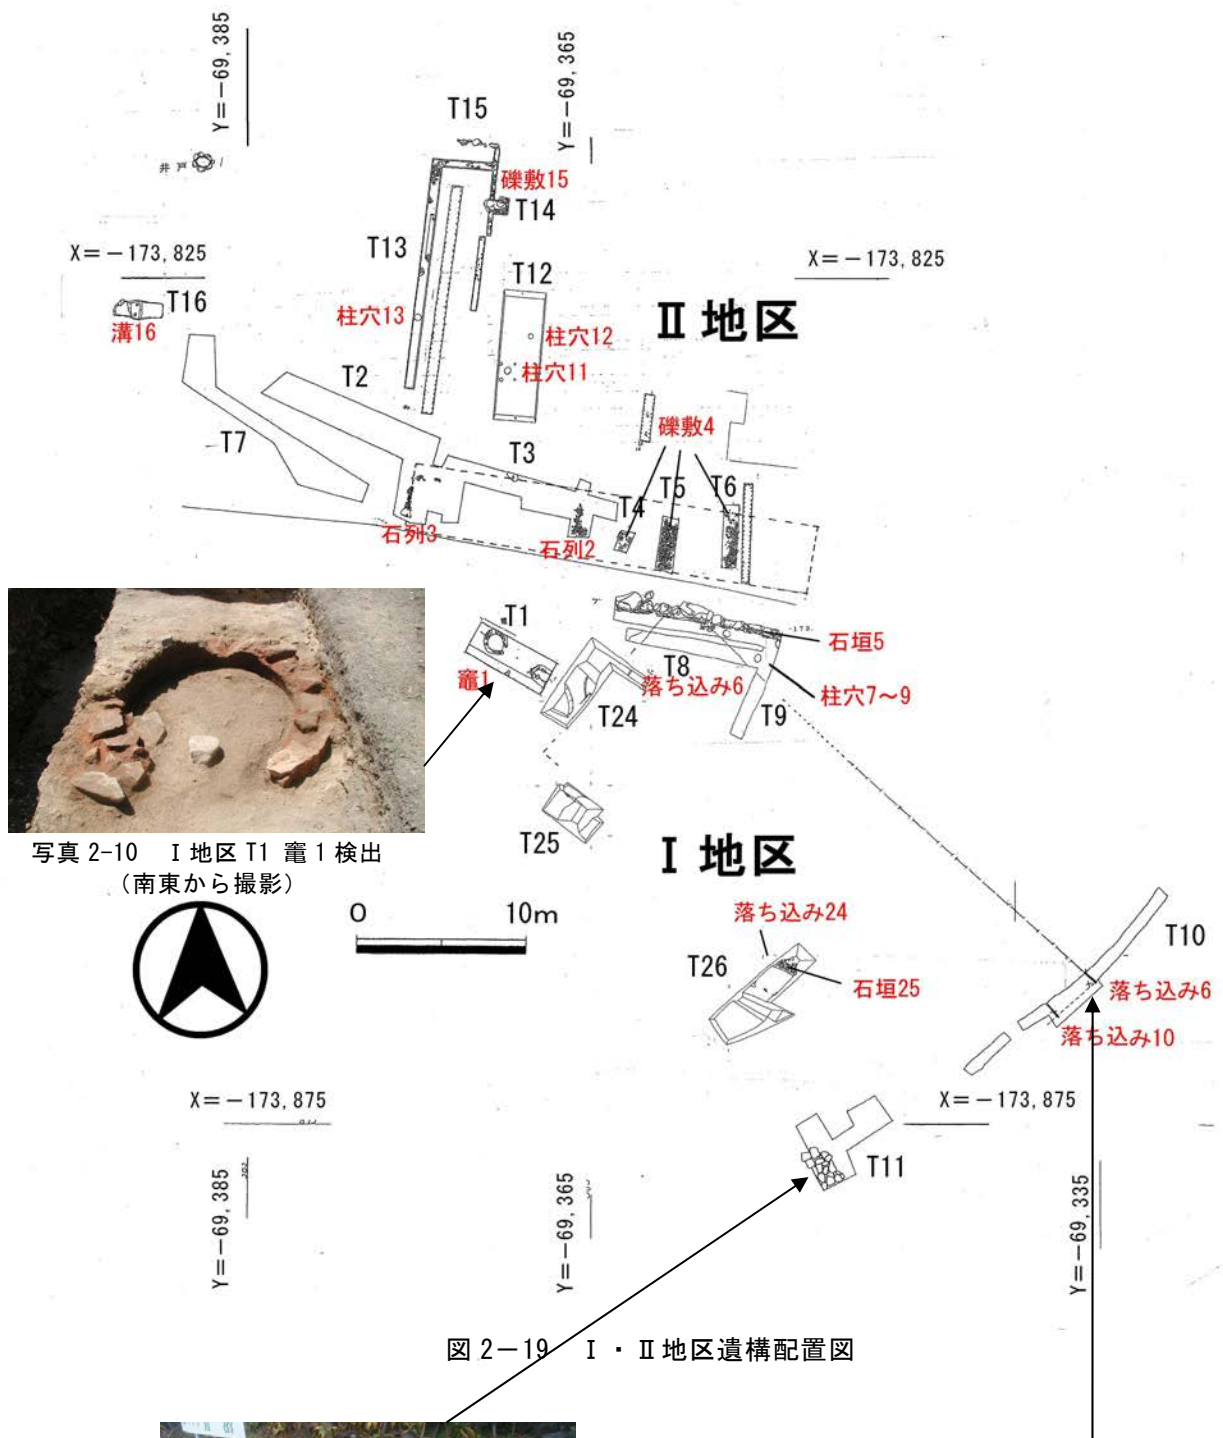 Y=-69,385
Y=-69,365
T15
井戸
礫敷15
T14
T13
X=-173,825
X=-173,825
T12
T16
溝16
柱穴13
Ⅱ地区
柱穴12
柱穴11
T2
礫敷4
T7
T3
T5
T6
T4
石列3
石列2
T1
石垣5
竈1
T8
落ち込み6
柱穴7~9
T24
T9
T25
Ⅰ地区
写真 2-10 Ⅰ地区 T1 竈 1 検出
(南東から撮影)
0 10m
落ち込み24
T10
T26
石垣25
落ち込み6
落ち込み10
X=-173,875
X=-173,875
T11
Y=-69,385
Y=-69,365
Y=-69,335
図 2-19 Ⅰ・Ⅱ地区遺構配置図